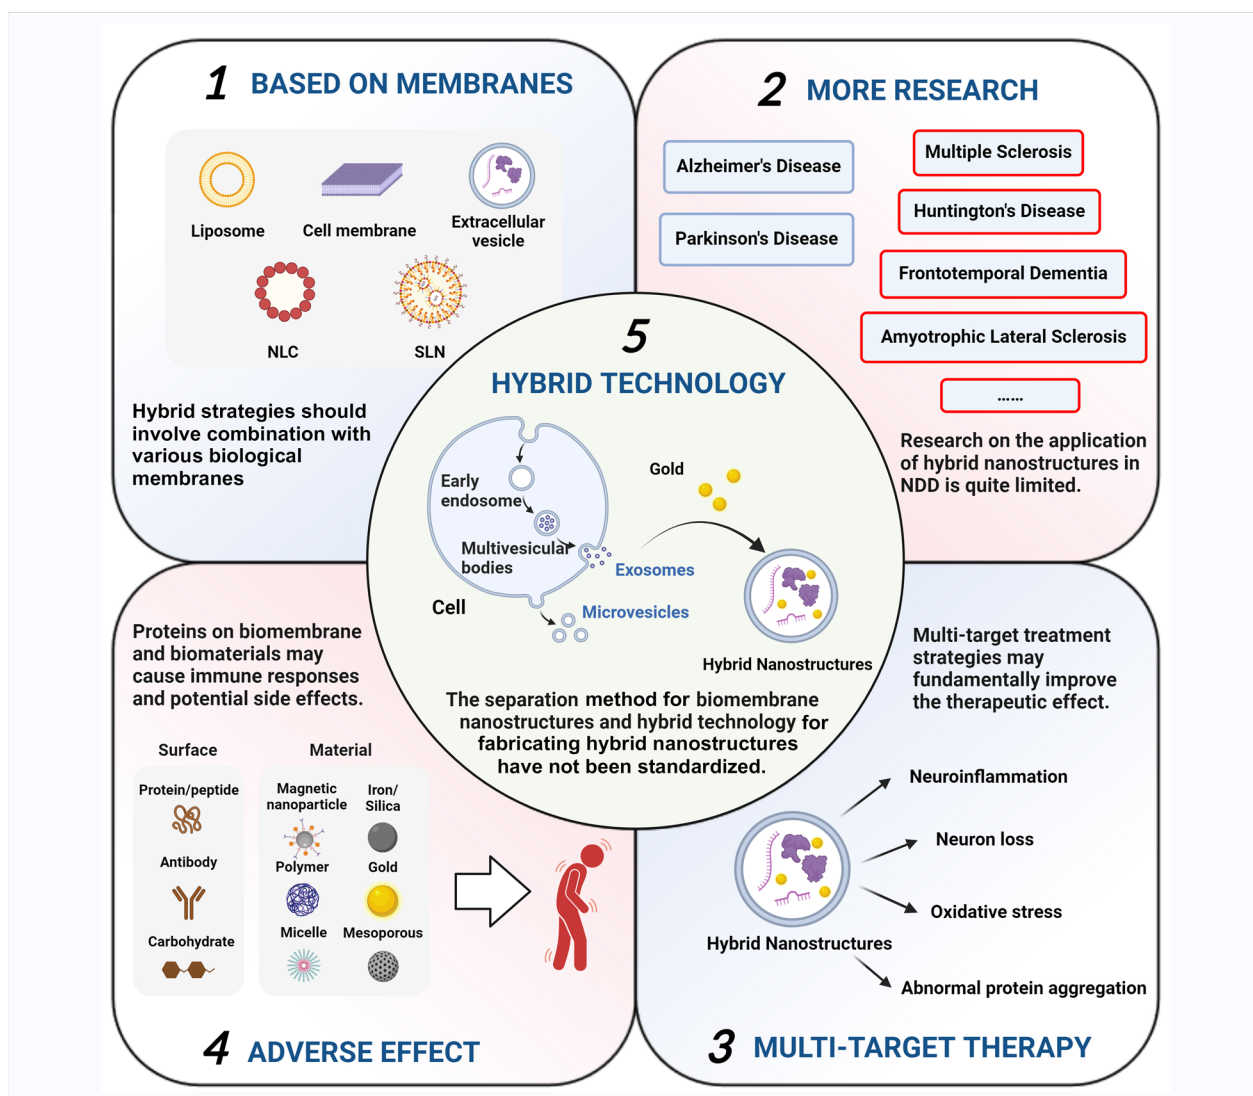 1 BASED ON MEMBRANES
Liposome
Cell membrane
Extracellular
vesicle
NLC
SLN
Hybrid strategies should
involve combination with
various biological
membranes
2 MORE RESEARCH
Alzheimer's Disease
Parkinson's Disease
Multiple Sclerosis
Huntington's Disease
Frontotemporal Dementia
Amyotrophic Lateral Sclerosis
......
Research on the application
of hybrid nanostructures in
NDD is quite limited.
5
HYBRID TECHNOLOGY
Early
endosome
Multivesicular
bodies
Cell
Exosomes
Microvesicles
Gold
Hybrid Nanostructures
The separation method for biomembrane
nanostructures and hybrid technology for
fabricating hybrid nanostructures
have not been standardized.
Proteins on biomembrane
and biomaterials may
cause immune responses
and potential side effects.
Surface
Protein/peptide
Antibody
Carbohydrate
Material
Magnetic
nanoparticle
Iron/
Silica
Polymer
Gold
Micelle
Mesoporous
4 ADVERSE EFFECT
Multi-target treatment
strategies may
fundamentally improve
the therapeutic effect.
Hybrid Nanostructures
Neuroinflammation
Neuron loss
Oxidative stress
Abnormal protein aggregation
3 MULTI-TARGET THERAPY